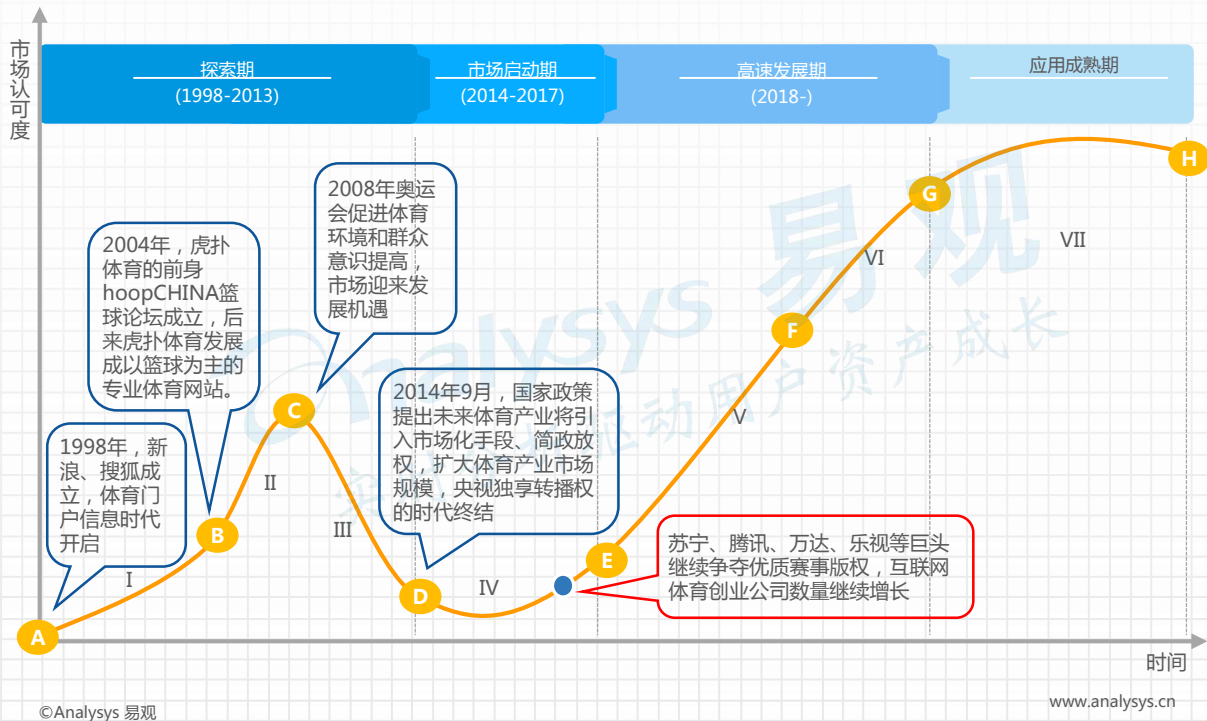 市场认可度
探索期
(1998-2013)
市场启动期
(2014-2017)
高速发展期
(2018-)
应用成熟期
2008年奥运
会促进体育
环境和群众
意识提高，
市场迎来发
展机遇
2004年，虎扑
体育的前身
hoopCHINA篮
球论坛成立，后
来虎扑体育发展
成以篮球为主的
专业体育网站。
1998年，新
浪、搜狐成
立，体育门
户信息时代
开启
2014年9月，国家政策
提出未来体育产业将引
入市场化手段、简政放
权，扩大体育产业市场
规模，央视独享转播权
的时代终结
苏宁、腾讯、万达、乐视等巨头
继续争夺优质赛事版权，互联网
体育创业公司数量继续增长
A
B
C
D
E
F
G
H
I
II
III
IV
V
VI
VII
Analysys 易观
驱动用户资产成长
时间
©Analysys 易观
www.analysys.cn